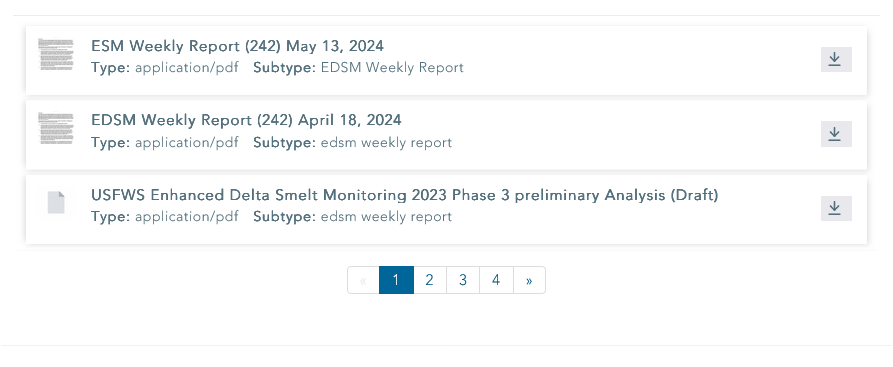 ESM Weekly Report (242) May 13, 2024
Type: application/pdf Subtype: EDSM Weekly Report
EDSM Weekly Report (242) April 18, 2024
Type: application/pdf Subtype: edsm weekly report
USFWS Enhanced Delta Smelt Monitoring 2023 Phase 3 preliminary Analysis (Draft)
Type: application/pdf Subtype: edsm weekly report
« 1 2 3 4 »